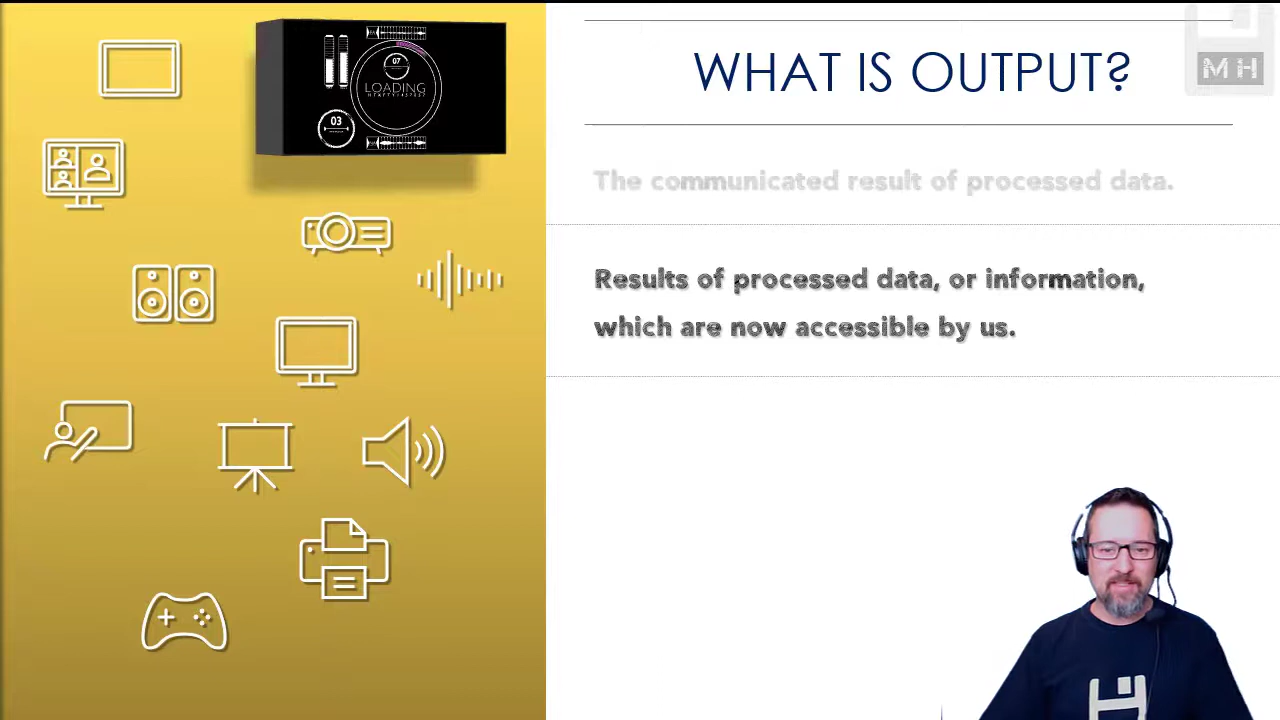 WHAT IS OUTPUT?
MH
07
LOADING
03
The communicated result of processed data.
Results of processed data, or information,
which are now accessible by us.